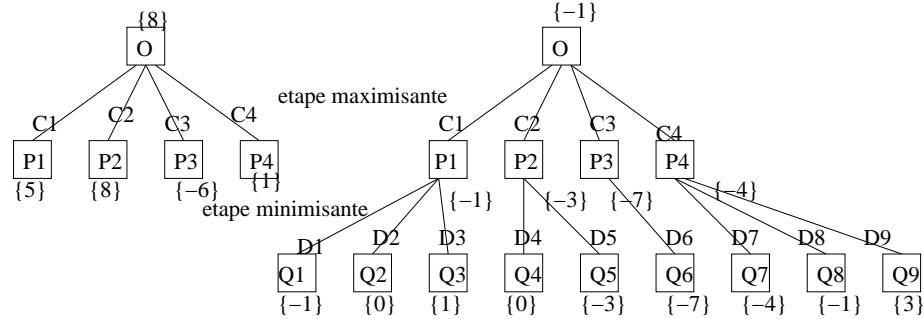 {8} {−1}
O O
etape maximisante
C1 C2 C3 C4 C1 C2 C3 C4
P1 P2 P3 P4 P1 P2 P3 P4
{5} {8} {−6} {1} {−1} {−3} {−7} {−4}
etape minimisante
D1 D2 D3 D4 D5 D6 D7 D8 D9
Q1 Q2 Q3 Q4 Q5 Q6 Q7 Q8 Q9
{−1} {0} {1} {0} {−3} {−7} {−4} {−1} {3}